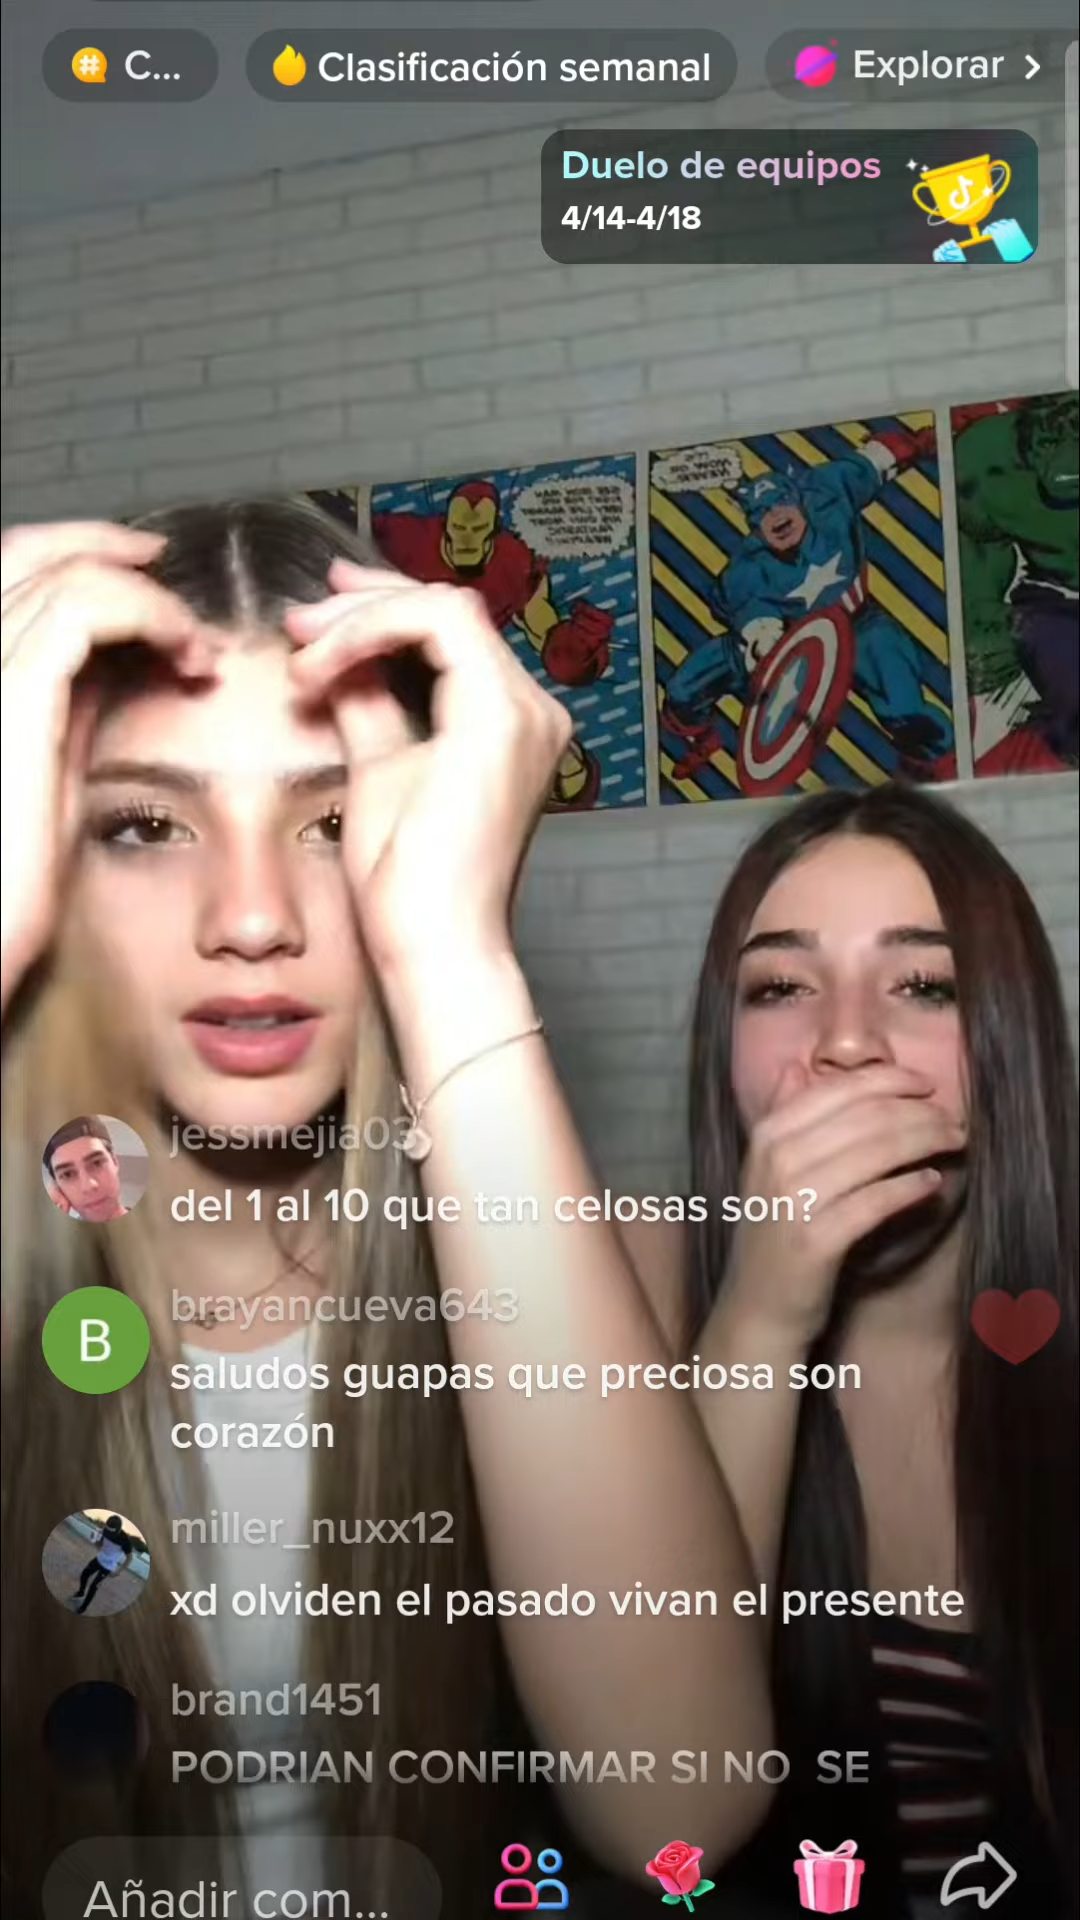 C...
Clasificación semanal
Explorar >
Duelo de equipos
4/14-4/18
jessmejia03
del 1 al 10 que tan celosas son?
brayancueva643
B
saludos guapas que preciosa son
corazón
miller_nuxx12
xd olviden el pasado vivan el presente
brand1451
PODRIAN CONFIRMAR SI NO SE
Añadir com...